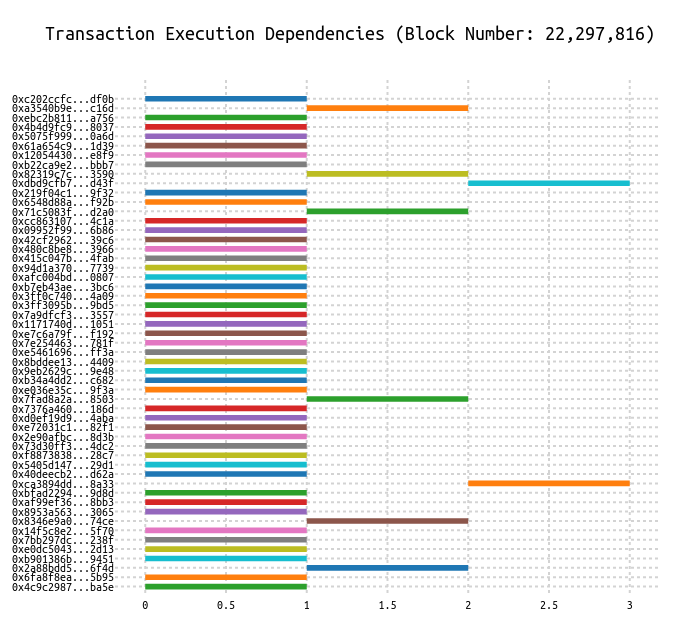 Transaction Execution Dependencies (Block Number: 22,297,816)
0xc202ccfc...df0b
0xa3540b9e...c16d
0xebc2b811...a756
0x4b4d9fc9...8037
0x5075f999...0a6d
0x61a654c9...1d39
0x12054430...e8f9
0xb22ca9e2...bbb7
0x82319c7c...3590
0xdbd9cfb7...d43f
0x219f04c1...9f32
0x6548d88a...f92b
0x71c5083f...d2a0
0xcc863107...4c1a
0x09952f99...6b86
0x42cf2962...39c6
0x480c8be8...3966
0x415c047b...4fab
0x94d1a370...7739
0xafc004bd...0807
0xb7eb43ae...3bc6
0x3ff0c740...4a09
0x3ff3095b...9bd5
0x7a9dfcf3...3557
0x1171740d...1051
0xe7c6a79f...f192
0x7e254463...781f
0xe5461696...ff3a
0x8bddee13...4409
0x9eb2629c...9e48
0xb34a4dd2...c682
0xe036e35c...9f3a
0x7fad8a2a...8503
0x7376a460...186d
0xd0ef19d9...4aba
0xe72031c1...82f1
0x2e90afbc...8d3b
0x73d30ff3...4dc2
0xf8873838...28c7
0x5405d147...29d1
0x40deecb2...d62a
0xca3894dd...8a33
0xbfad2294...9d8d
0xaf99ef36...8bb3
0x8953a563...3065
0x8346e9a0...74ce
0x14f5c8e2...5f70
0x7bb297dc...238f
0xe0dc5043...2d13
0xb901386b...9451
0x2a88bdd5...6f4d
0x6fa8f8ea...5b95
0x4c9c2987...ba5e
0 0.5 1 1.5 2 2.5 3